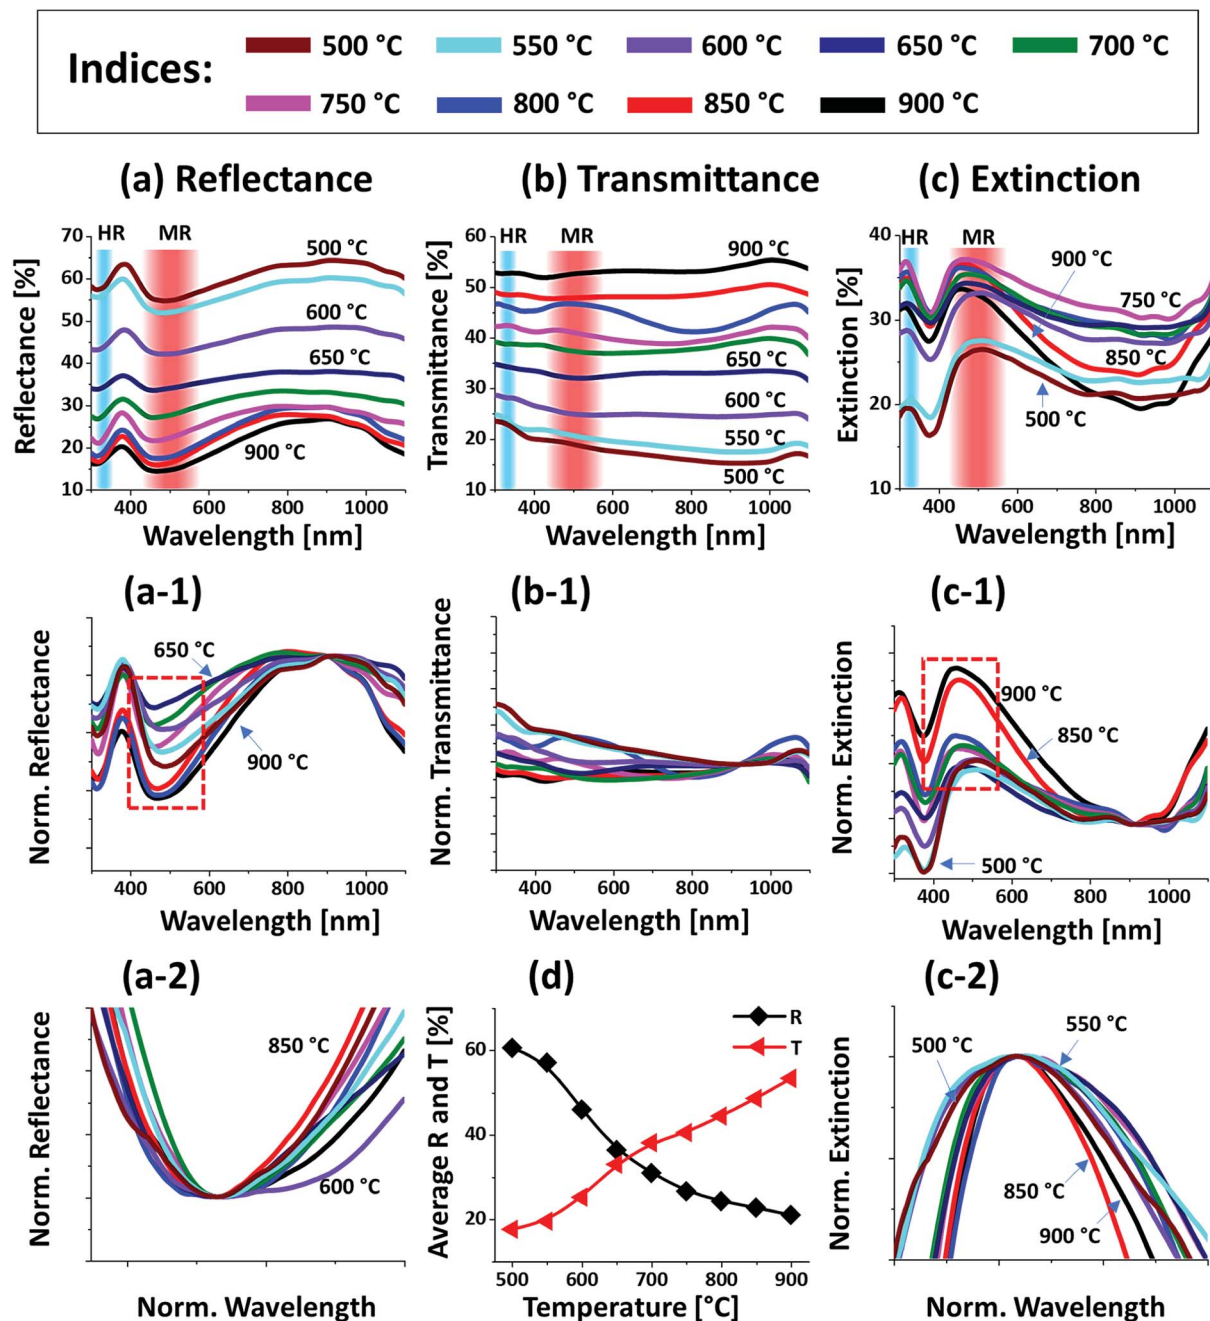 Indices:
500 °C 550 °C 600 °C 650 °C 700 °C
750 °C 800 °C 850 °C 900 °C
(a) Reflectance
Reflectance [%]
70
60
50
40
30
20
10
HR MR
500 °C
600 °C
650 °C
900 °C
400 600 800 1000
Wavelength [nm]
(b) Transmittance
Transmittance [%]
60
50
40
30
20
10
HR MR
900 °C
650 °C
600 °C
550 °C
500 °C
400 600 800 1000
Wavelength [nm]
(c) Extinction
Extinction [%]
40
30
20
10
HR MR
900 °C
750 °C
850 °C
500 °C
400 600 800 1000
Wavelength [nm]
(a-1)
Norm. Reflectance
650 °C
900 °C
400 600 800 1000
Wavelength [nm]
(b-1)
Norm. Transmittance
400 600 800 1000
Wavelength [nm]
(c-1)
Norm. Extinction
900 °C
850 °C
500 °C
400 600 800 1000
Wavelength [nm]
(a-2)
Norm. Reflectance
850 °C
600 °C
Norm. Wavelength
(d)
Average R and T [%]
60
40
20
R
T
500 600 700 800 900
Temperature [°C]
(c-2)
Norm. Extinction
500 °C
550 °C
850 °C
900 °C
Norm. Wavelength